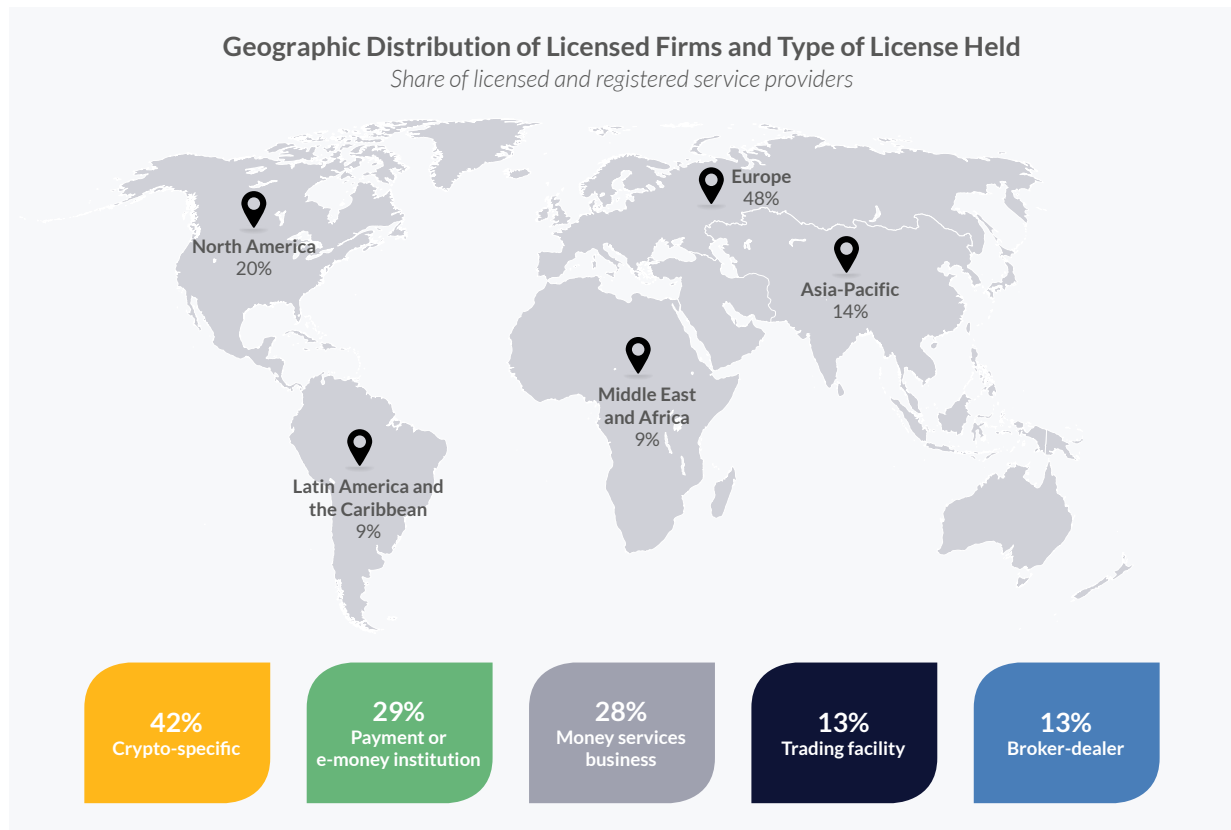 Geographic Distribution of Licensed Firms and Type of License Held
Share of licensed and registered service providers
Europe
48%
North America
20%
Asia-Pacific
14%
Middle East
and Africa
9%
Latin America and
the Caribbean
9%
42%
Crypto-specific
29%
Payment or
e-money institution
28%
Money services
business
13%
Trading facility
13%
Broker-dealer